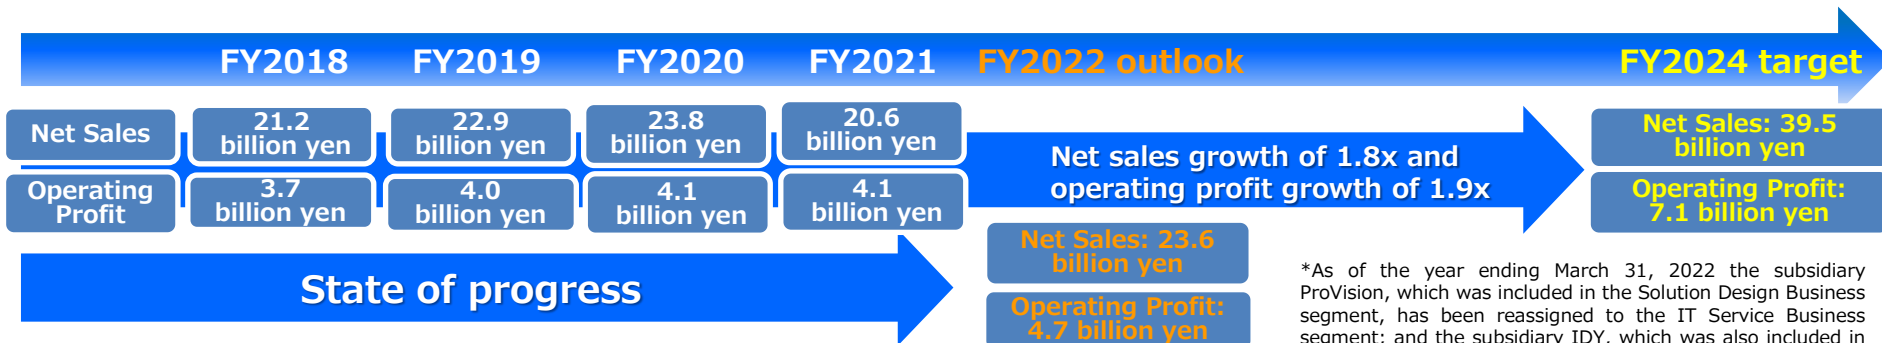 FY2018 FY2019 FY2020 FY2021 FY2022 outlook FY2024 target
Net Sales
21.2
billion yen
22.9
billion yen
23.8
billion yen
20.6
billion yen
Operating
Profit
3.7
billion yen
4.0
billion yen
4.1
billion yen
4.1
billion yen
Net sales growth of 1.8x and
operating profit growth of 1.9x
Net Sales: 39.5
billion yen
Operating Profit:
7.1 billion yen
State of progress
Net Sales: 23.6
billion yen
Operating Profit:
4.7 billion yen
*As of the year ending March 31, 2022 the subsidiary
ProVision, which was included in the Solution Design Business
segment, has been reassigned to the IT Service Business
segment; and the subsidiary IDY, which was also included in